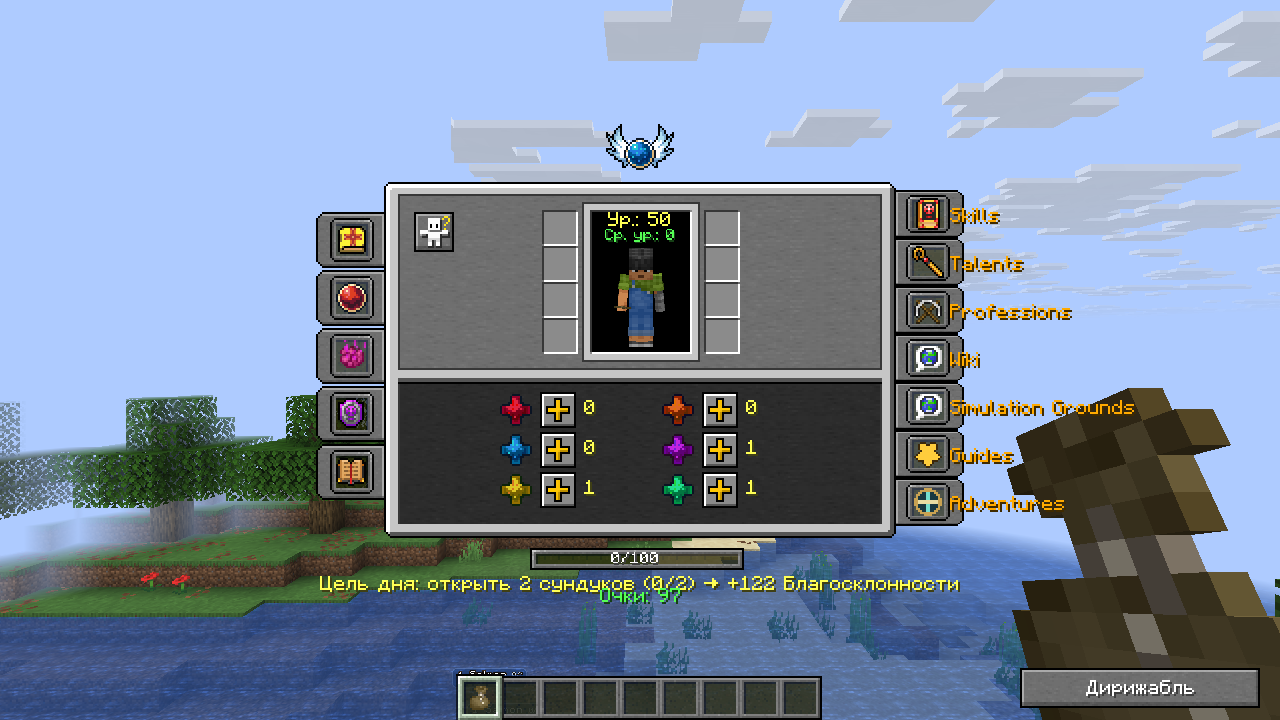 Ур.: 50
Ср. ур.: 0
Skills
Talents
Professions
Wiki
Simulation Grounds
Guides
Adventures
0
0
0
1
1
1
0/100
Цель дня: открыть 2 сундуков (0/2) → +122 Благосклонности
Очки: 97
Дирижабль